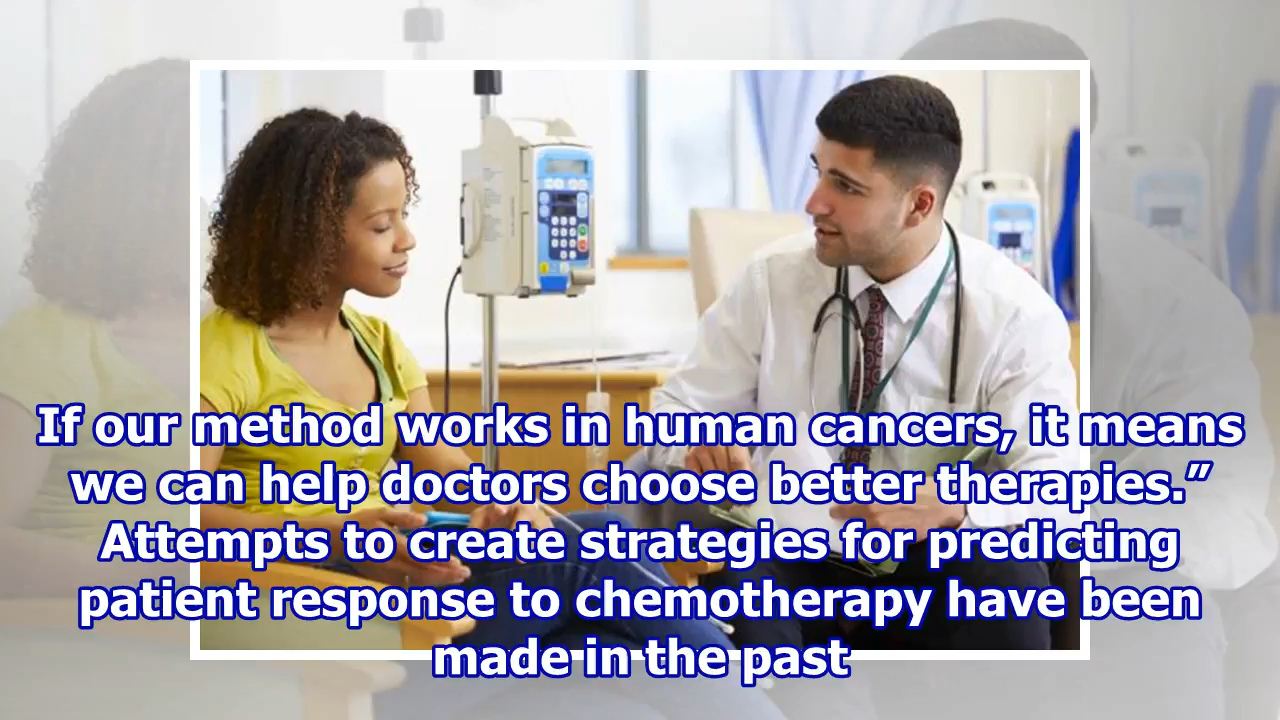 If our method works in human cancers, it means
we can help doctors choose better therapies.”
Attempts to create strategies for predicting
patient response to chemotherapy have been
made in the past